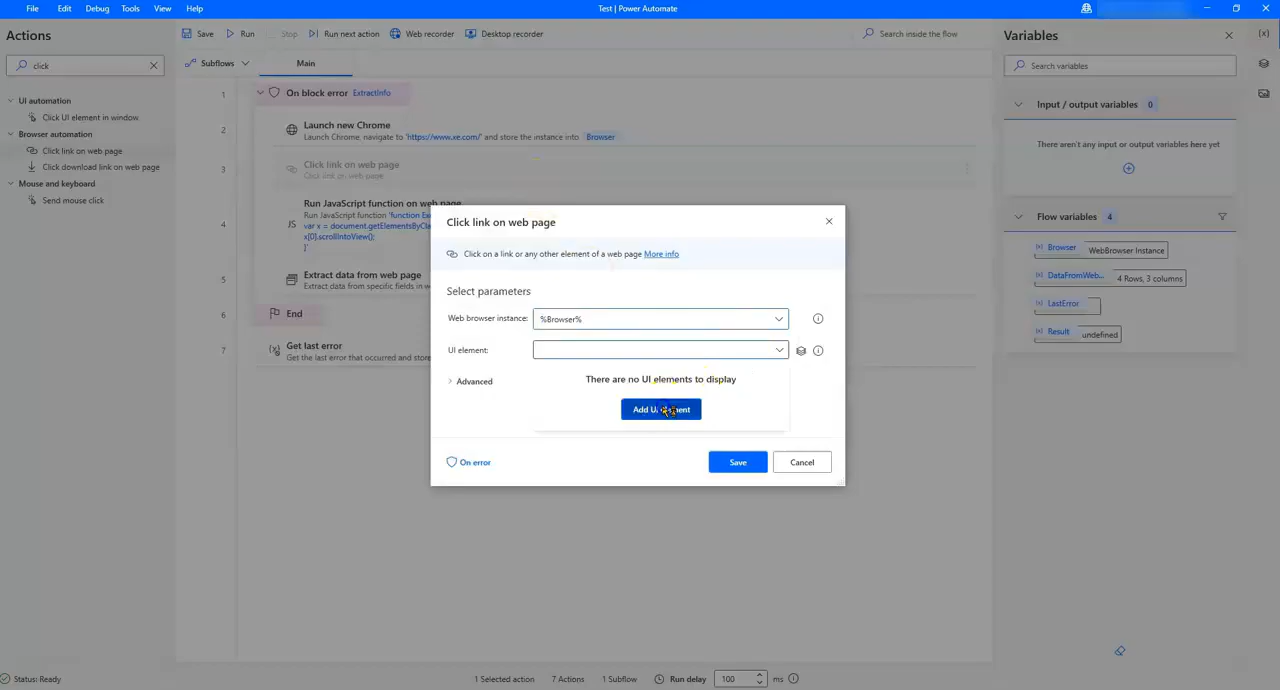 File Edit Debug Tools View Help
Test | Power Automate
Actions
click
UI automation
Click UI element in window
Browser automation
Click link on web page
Click download link on web page
Mouse and keyboard
Send mouse click
Save Run Stop Run next action Web recorder Desktop recorder
Search inside the flow
Subflows
Main
1
On block error ExtractInfo
2
Launch new Chrome
Launch Chrome, navigate to 'https://www.xe.com/' and store the instance into Browser
3
Click link on web page
Click link on web page
4
JS
Run JavaScript function on web page
Run JavaScript function 'function
var x = document.
x[0].scrollIntoView();
}'
5
Extract data from web page
Extract data from specific fields in
6
End
7
Get last error
Get the last error that occurred and store
Click link on web page
Click on a link or any other element of a web page More info
Select parameters
Web browser instance:
%Browser%
UI element:
There are no UI elements to display
Add UI
Advanced
On error
Save
Cancel
Variables
{x}
Search variables
Input / output variables 0
There aren't any input or output variables here yet
Flow variables 4
Browser WebBrowser Instance
DataFromWeb... 4 Rows, 3 columns
LastError
Result undefined
Status: Ready
1 Selected action
7 Actions
1 Subflow
Run delay
100
ms